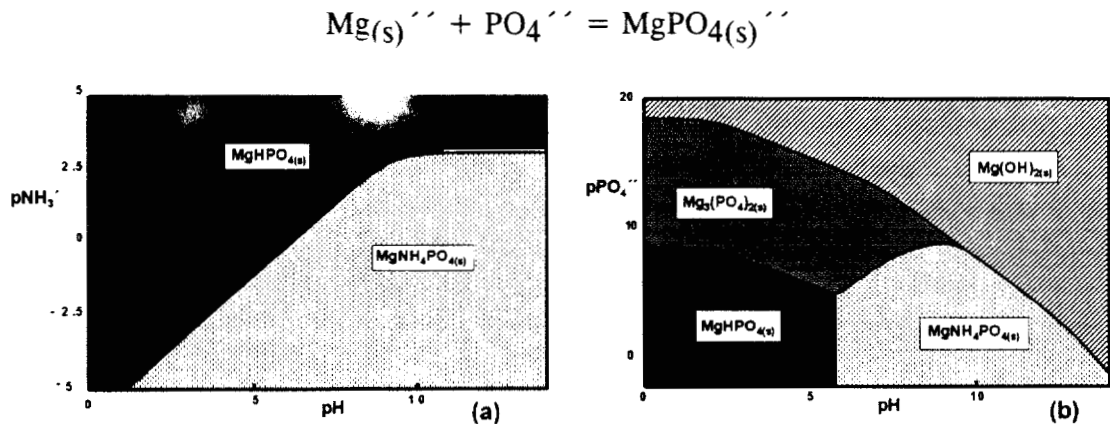 Mg(s)´´ + PO4´´ = MgPO4(s)´´
5
2.5
pNH3´
0
- 2.5
- 5
0
5
10
pH
(a)
MgHPO4(s)
MgNH4PO4(s)
20
pPO4´´
10
0
0
10
pH
(b)
Mg(OH)2(s)
Mg3(PO4)2(s)
MgHPO4(s)
MgNH4PO4(s)